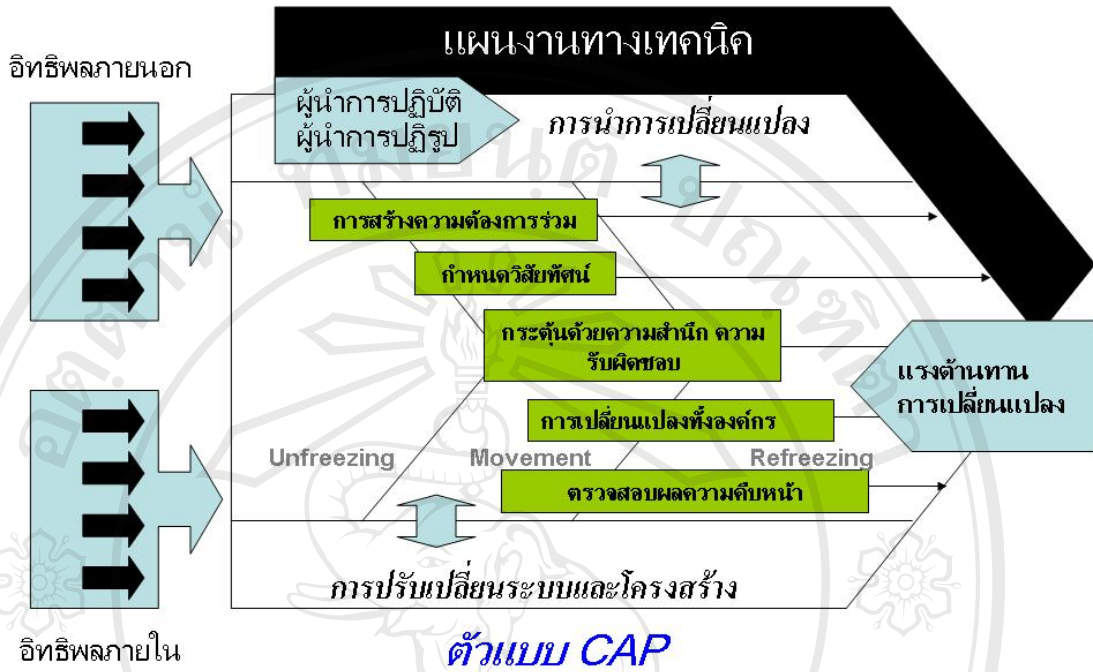 แผนงานทางเทคนิค
อิทธิพลภายนอก
ผู้นำการปฏิบัติ
ผู้นำการปฏิรูป
การนำการเปลี่ยนแปลง
การสร้างความต้องการร่วม
กำหนดวิสัยทัศน์
กระตุ้นด้วยความสำนึก ความ
รับผิดชอบ
แรงต้านทาน
การเปลี่ยนแปลง
การเปลี่ยนแปลงทั้งองค์กร
Unfreezing
Movement
Refreezing
ตรวจสอบผลความคืบหน้า
การปรับเปลี่ยนระบบและโครงสร้าง
อิทธิพลภายใน
ตัวแบบ CAP